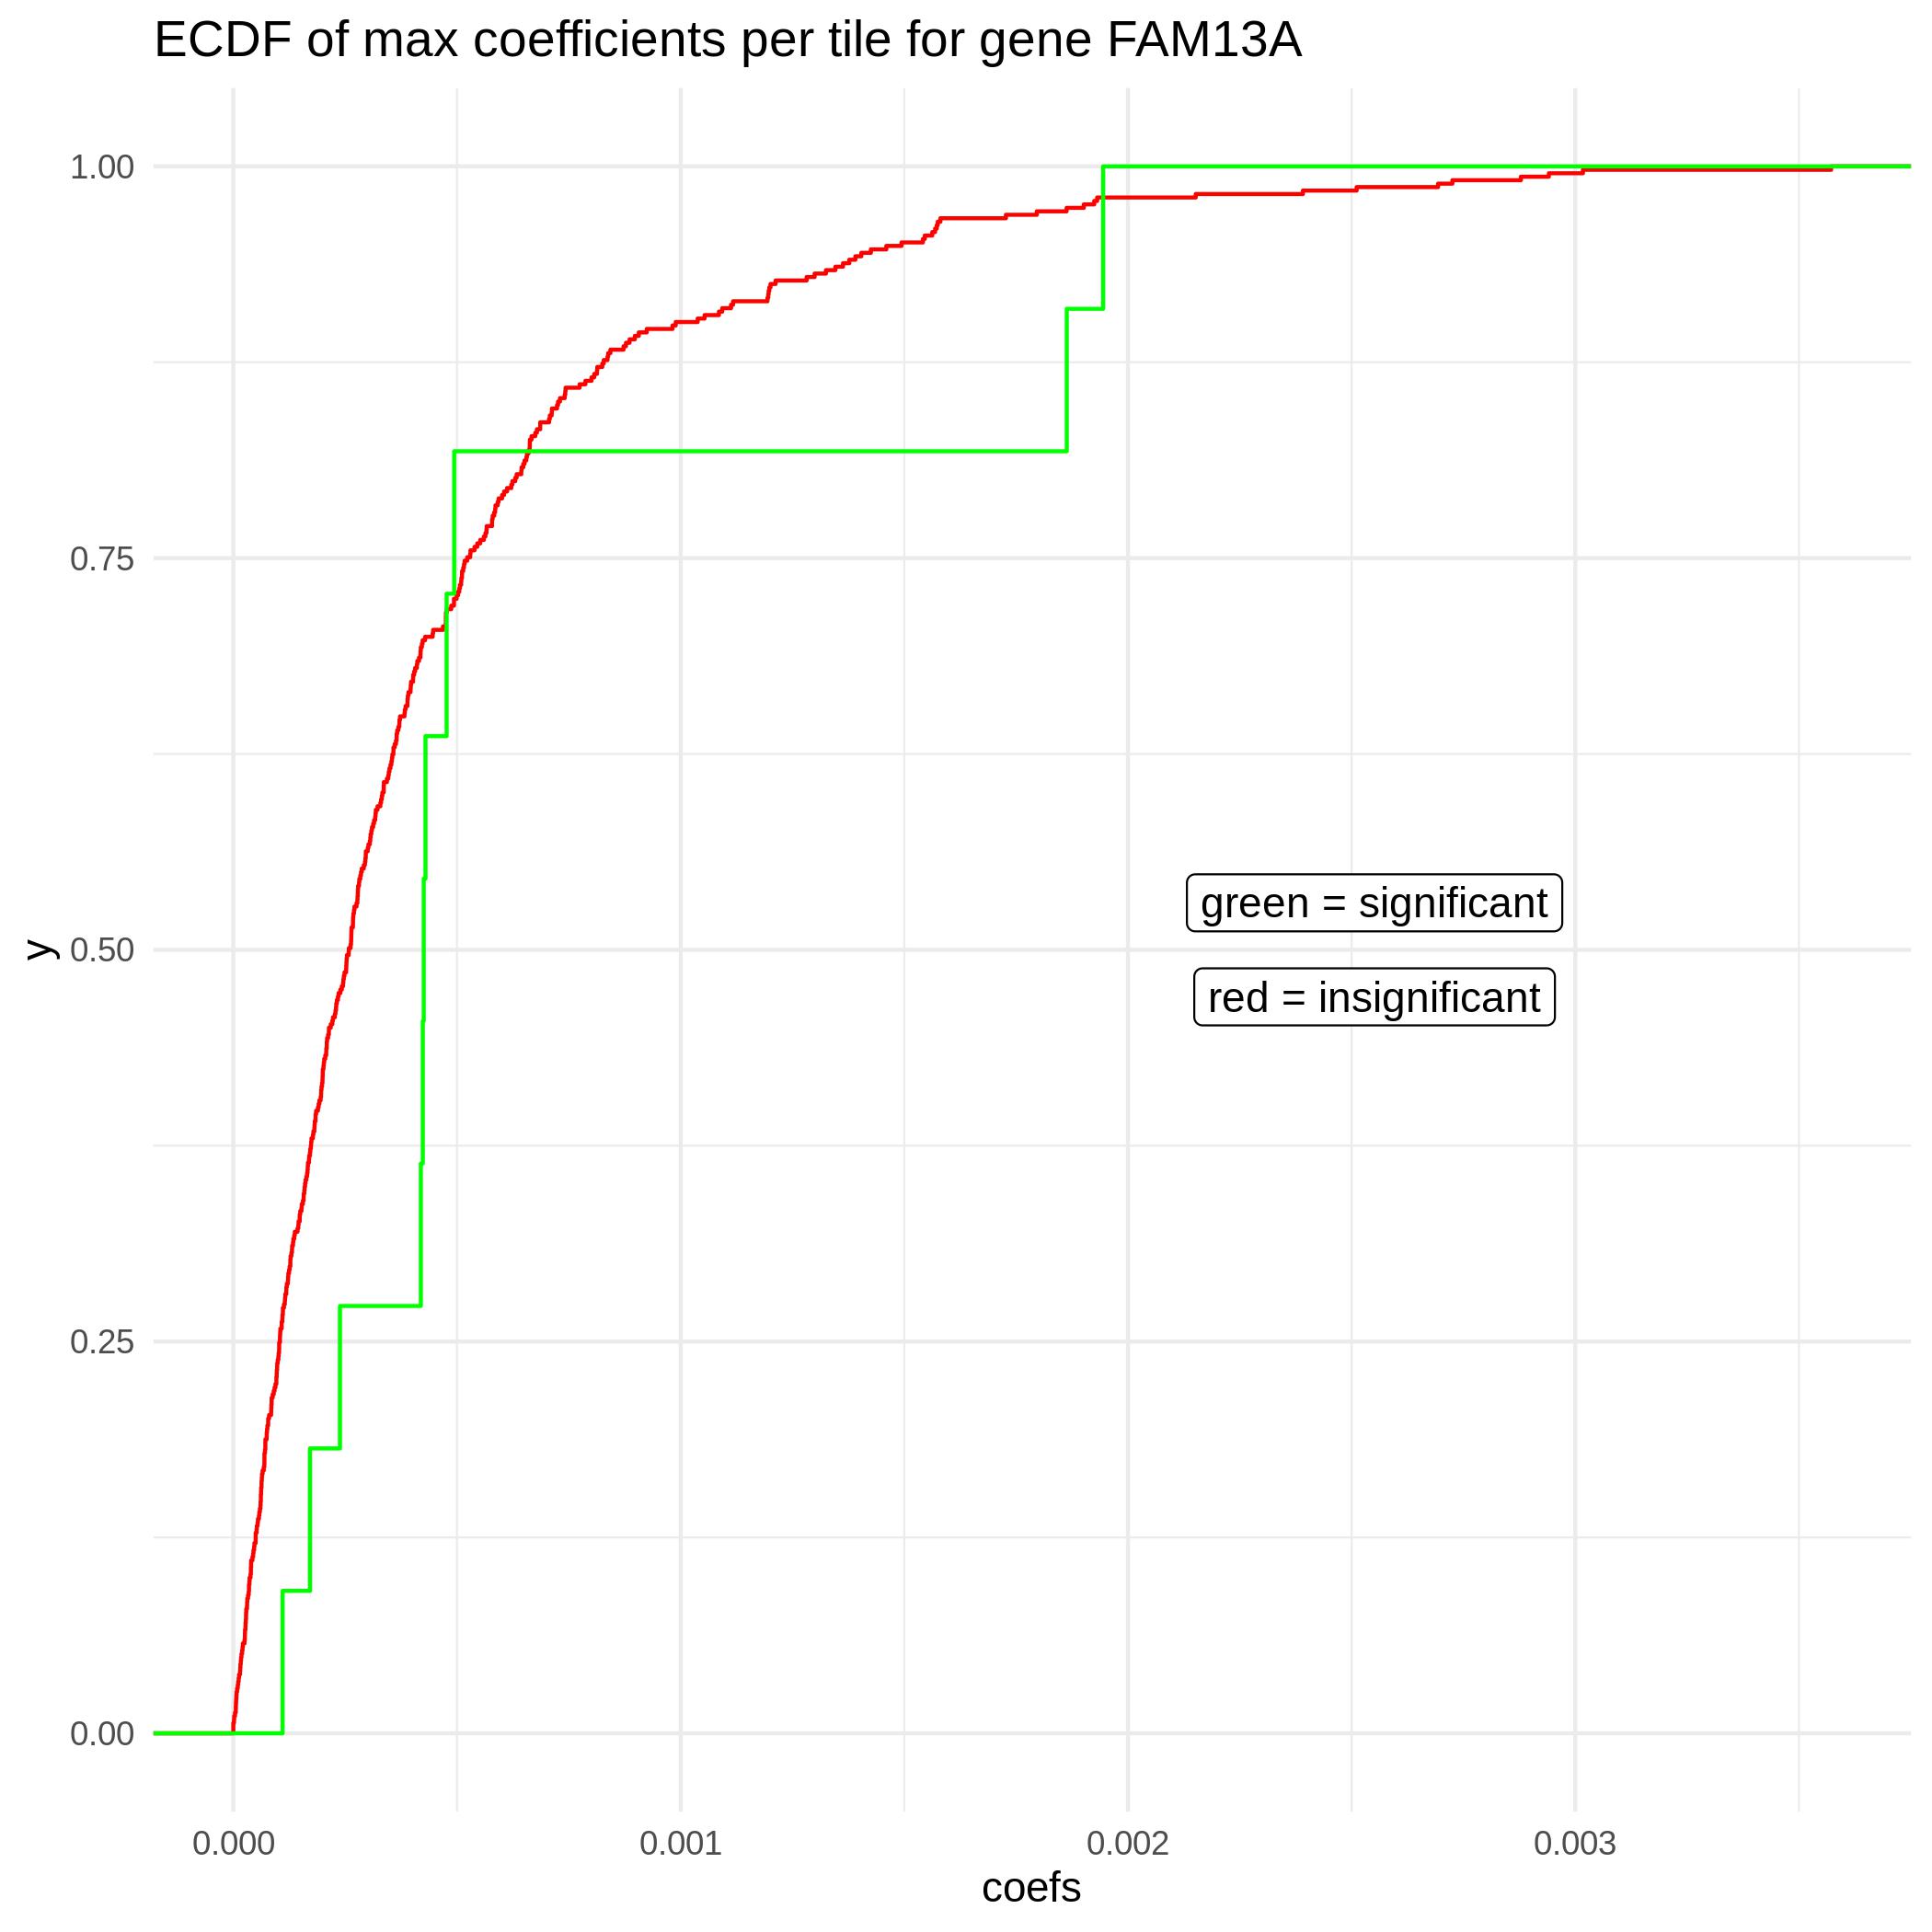 ECDF of max coefficients per tile for gene FAM13A
1.00
0.75
0.50
0.25
0.00
y
green = significant
red = insignificant
0.000 0.001 0.002 0.003
coefs